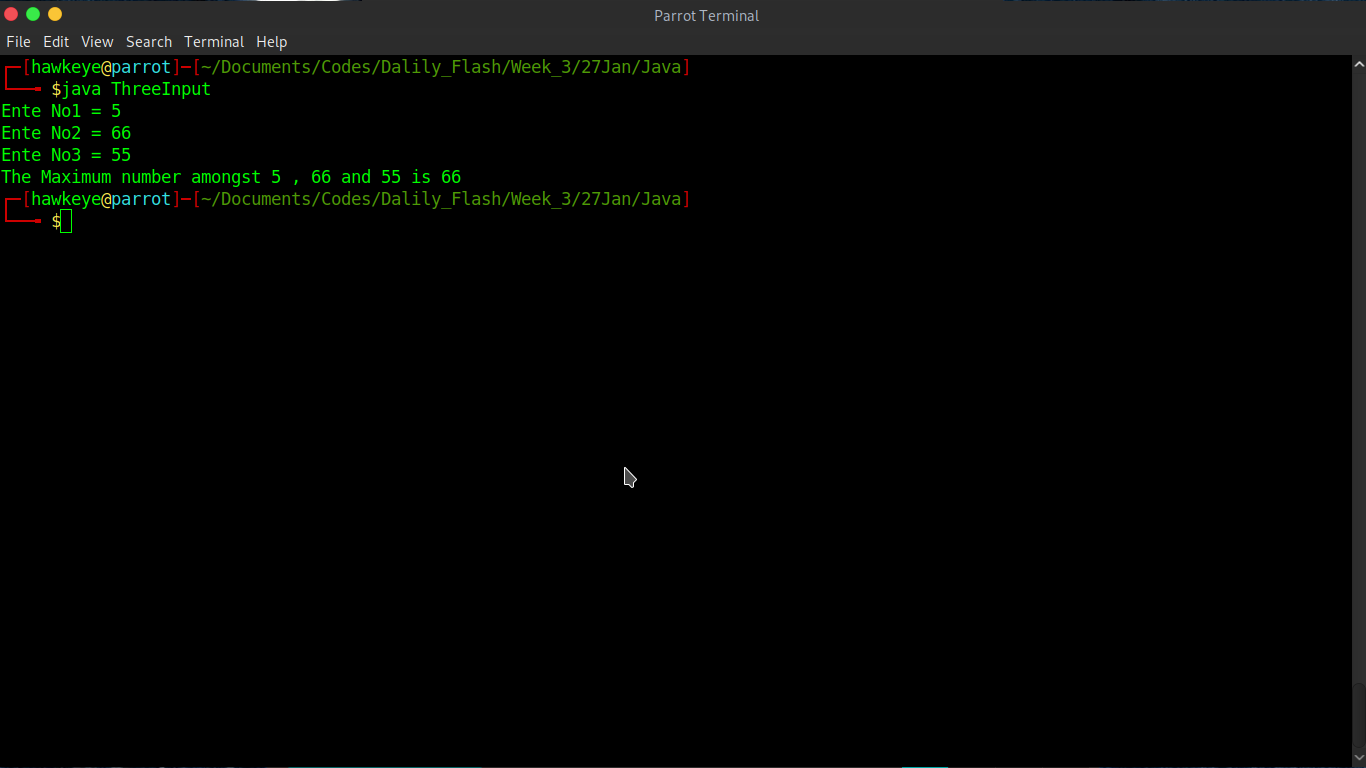 Parrot Terminal
File Edit View Search Terminal Help
┌─[hawkeye@parrot]─[~/Documents/Codes/Dalily_Flash/Week_3/27Jan/Java]
└──╼ $java ThreeInput
Ente No1 = 5
Ente No2 = 66
Ente No3 = 55
The Maximum number amongst 5 , 66 and 55 is 66
┌─[hawkeye@parrot]─[~/Documents/Codes/Dalily_Flash/Week_3/27Jan/Java]
└──╼ $